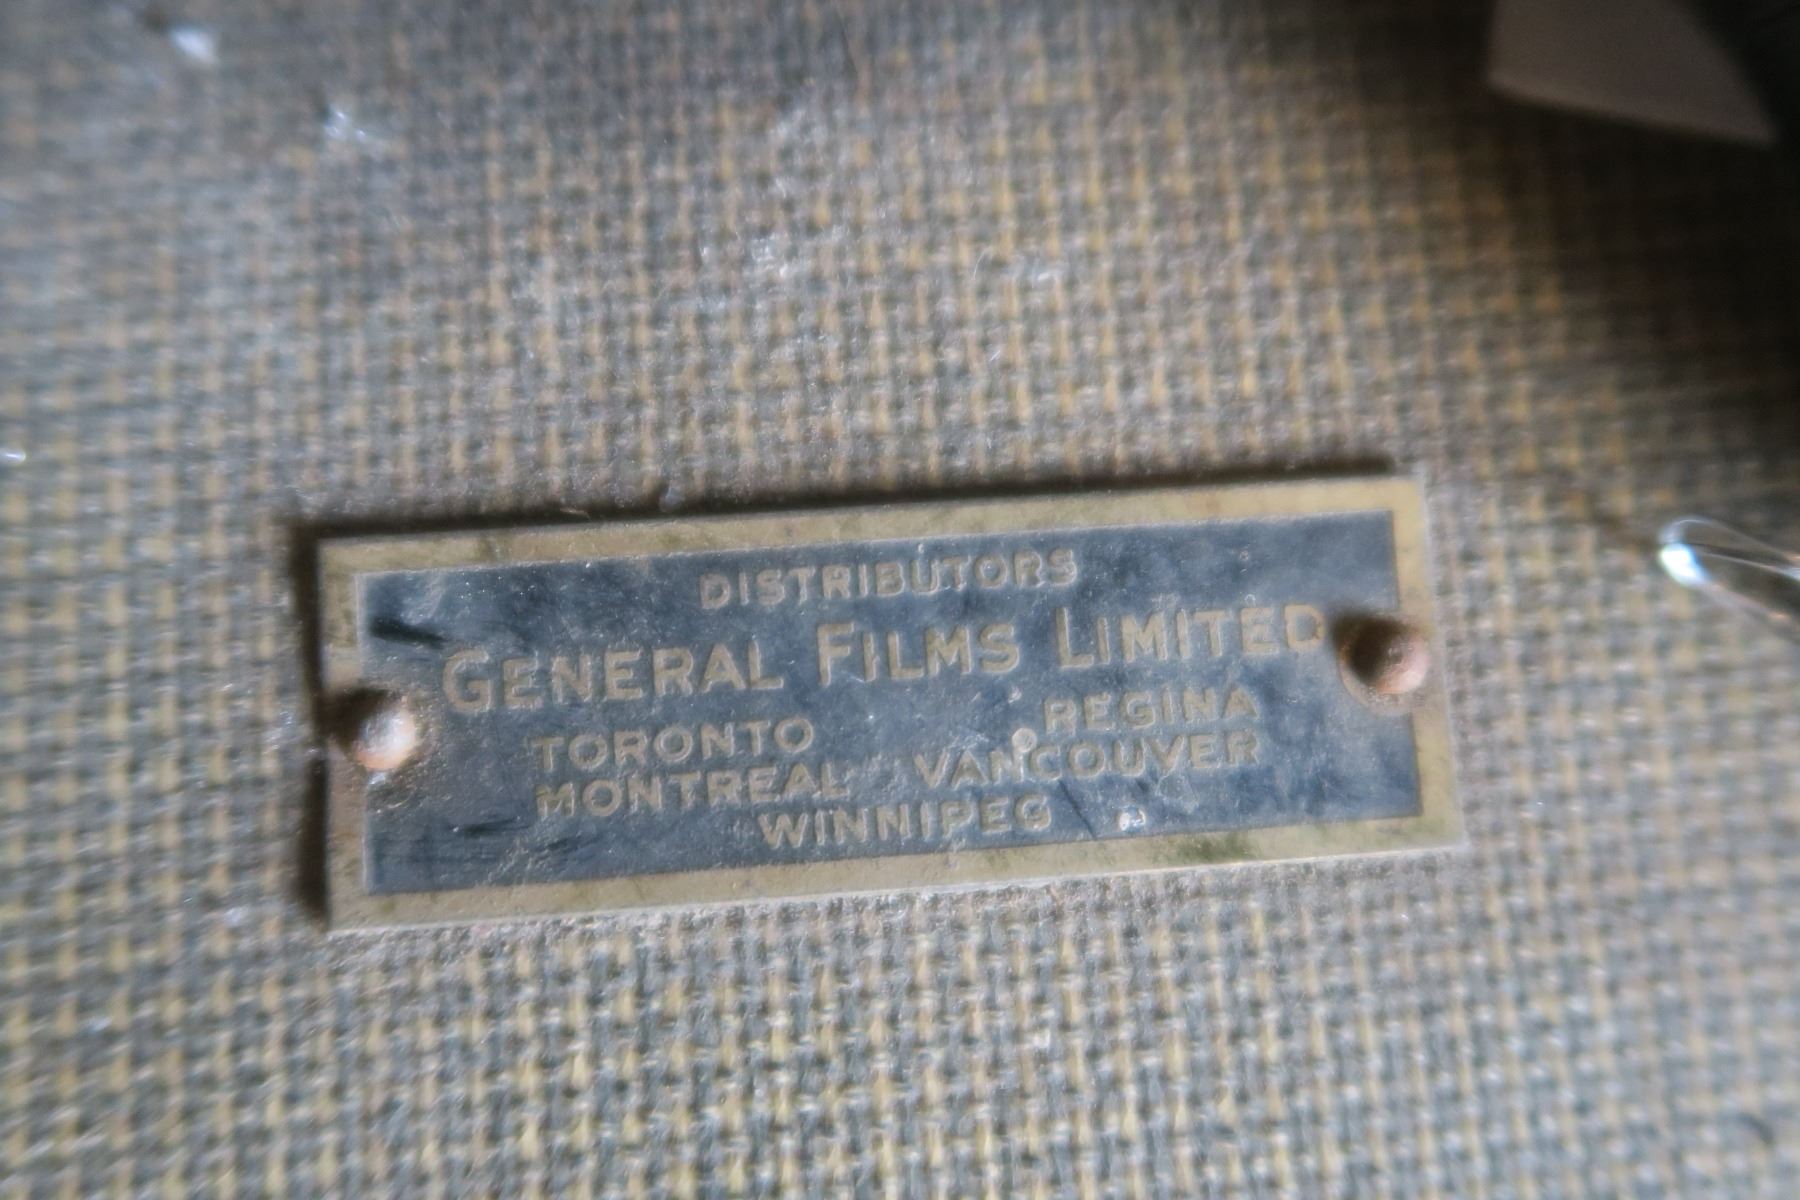 DISTRIBUTORS
GENERAL FILMS LIMITED
TORONTO REGINA
MONTREAL VANCOUVER
WINNIPEG